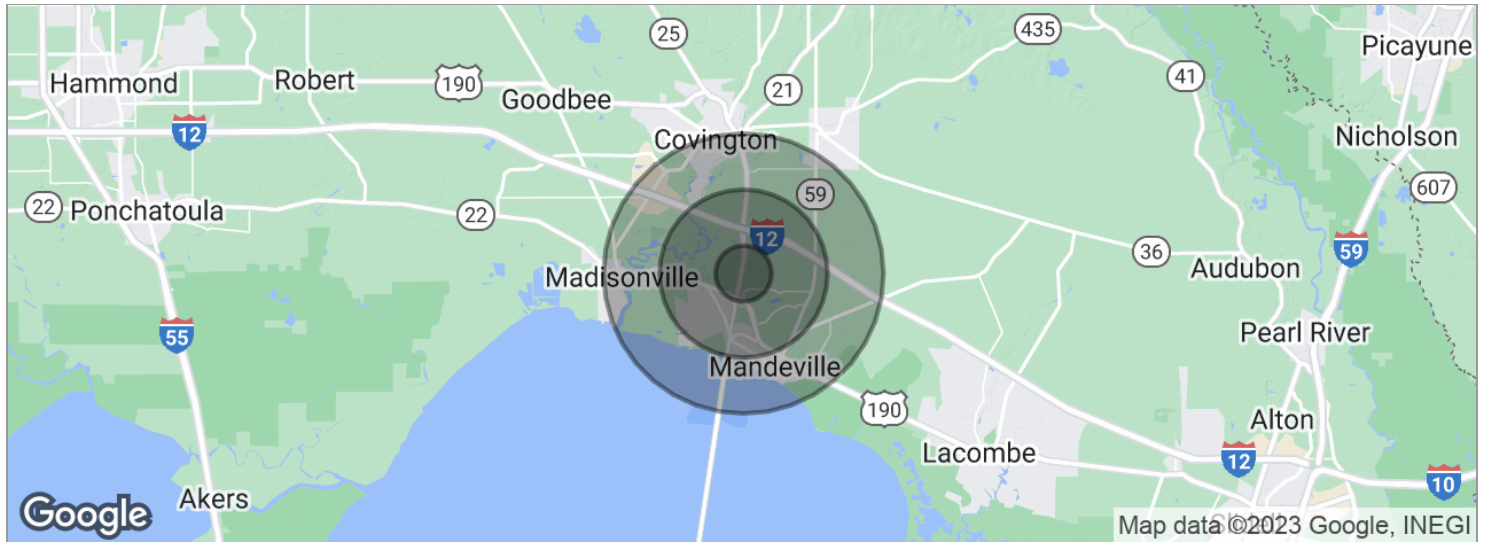 25
435
Picayune
41
Hammond
Robert
190
21
Goodbee
12
Nicholson
Covington
607
59
22
Ponchatoula
22
12
36
59
Audubon
Madisonville
55
Pearl River
Mandeville
190
Alton
Lacombe
12
10
Akers
Google
Map data ©2023 Google, INEGI